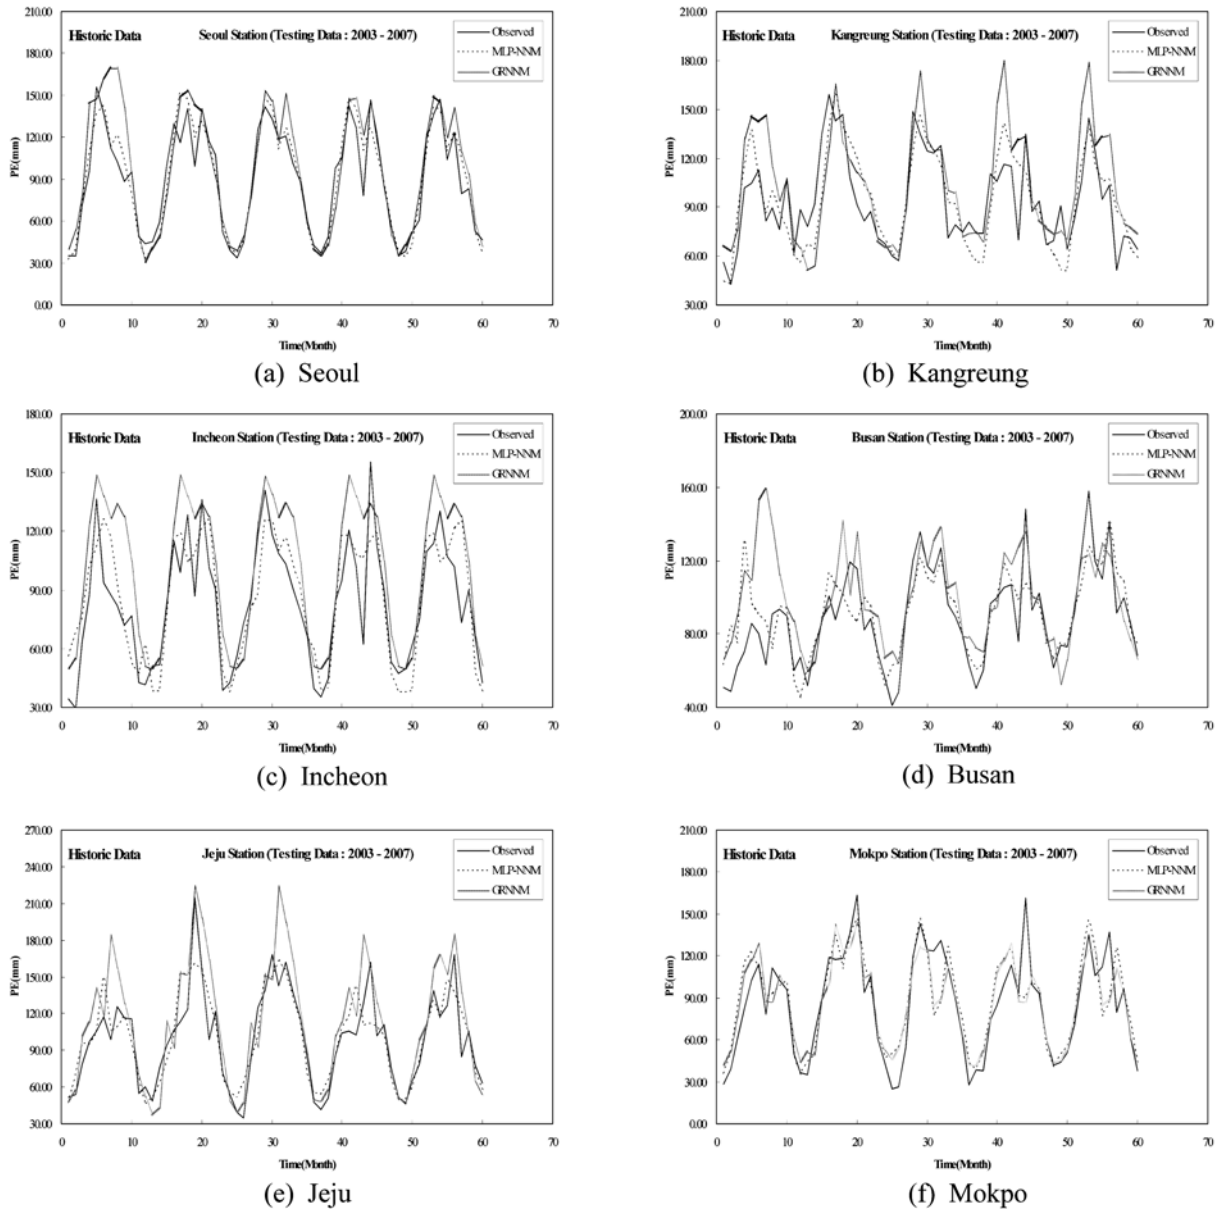 Historic Data
Seoul Station (Testing Data : 2003 - 2007)
Observed
MLP-NNM
GRNNM
PE(mm)
210.00
180.00
150.00
120.00
90.00
60.00
30.00
0.00
0 10 20 30 40 50 60 70
Time(Month)
(a) Seoul
Historic Data
Kangreung Station (Testing Data : 2003 - 2007)
Observed
MLP-NNM
GRNNM
PE(mm)
210.00
180.00
150.00
120.00
90.00
60.00
30.00
0 10 20 30 40 50 60 70
Time(Month)
(b) Kangreung
Historic Data
Incheon Station (Testing Data : 2003 - 2007)
Observed
MLP-NNM
GRNNM
PE(mm)
180.00
150.00
120.00
90.00
60.00
30.00
0 10 20 30 40 50 60 70
Time(Month)
(c) Incheon
Historic Data
Busan Station (Testing Data : 2003 - 2007)
Observed
MLP-NNM
GRNNM
PE(mm)
200.00
160.00
120.00
80.00
40.00
0 10 20 30 40 50 60 70
Time(Month)
(d) Busan
Historic Data
Jeju Station (Testing Data : 2003 - 2007)
Observed
MLP-NNM
GRNNM
PE(mm)
270.00
240.00
210.00
180.00
150.00
120.00
90.00
60.00
30.00
0 10 20 30 40 50 60 70
Time(Month)
(e) Jeju
Historic Data
Mokpo Station (Testing Data : 2003 - 2007)
Observed
MLP-NNM
GRNNM
PE(mm)
210.00
180.00
150.00
120.00
90.00
60.00
30.00
0.00
0 10 20 30 40 50 60 70
Time(Month)
(f) Mokpo